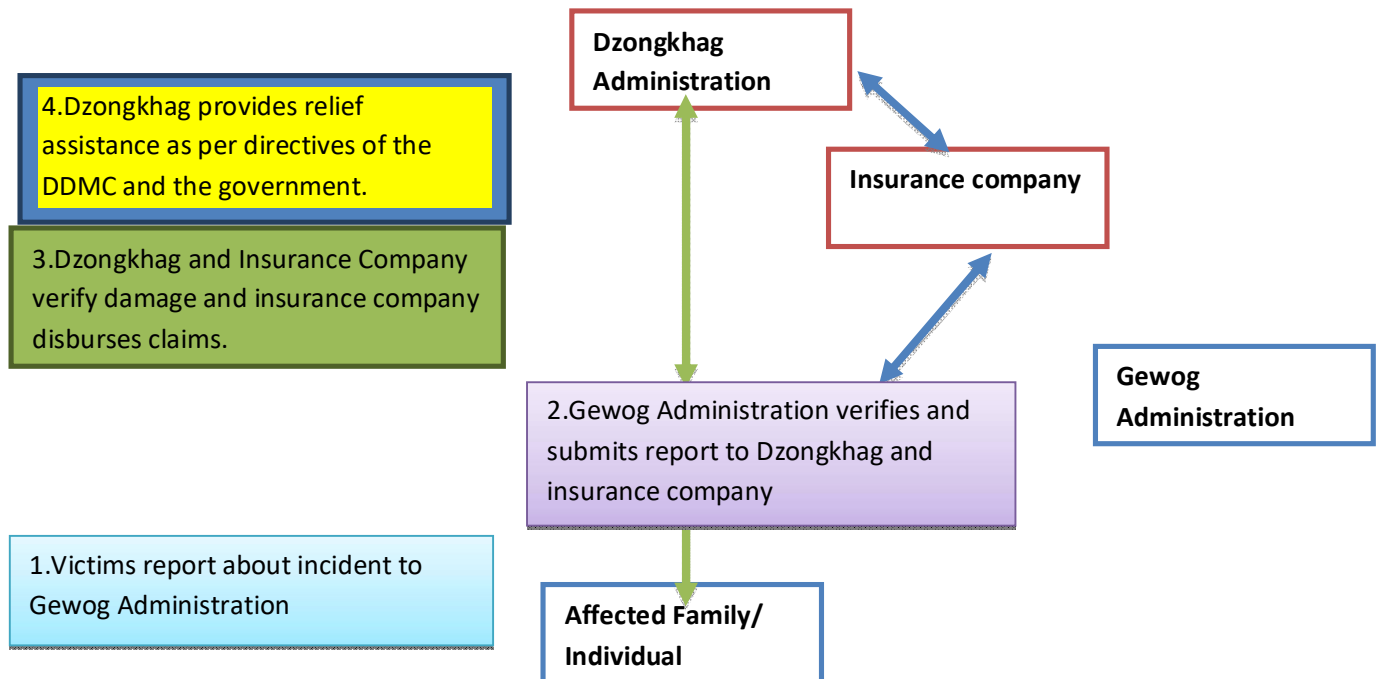 Dzongkhag
Administration
4.Dzongkhag provides relief
assistance as per directives of the
DDMC and the government.
Insurance company
3.Dzongkhag and Insurance Company
verify damage and insurance company
disburses claims.
Gewog
Administration
2.Gewog Administration verifies and
submits report to Dzongkhag and
insurance company
1.Victims report about incident to
Gewog Administration
Affected Family/
Individual